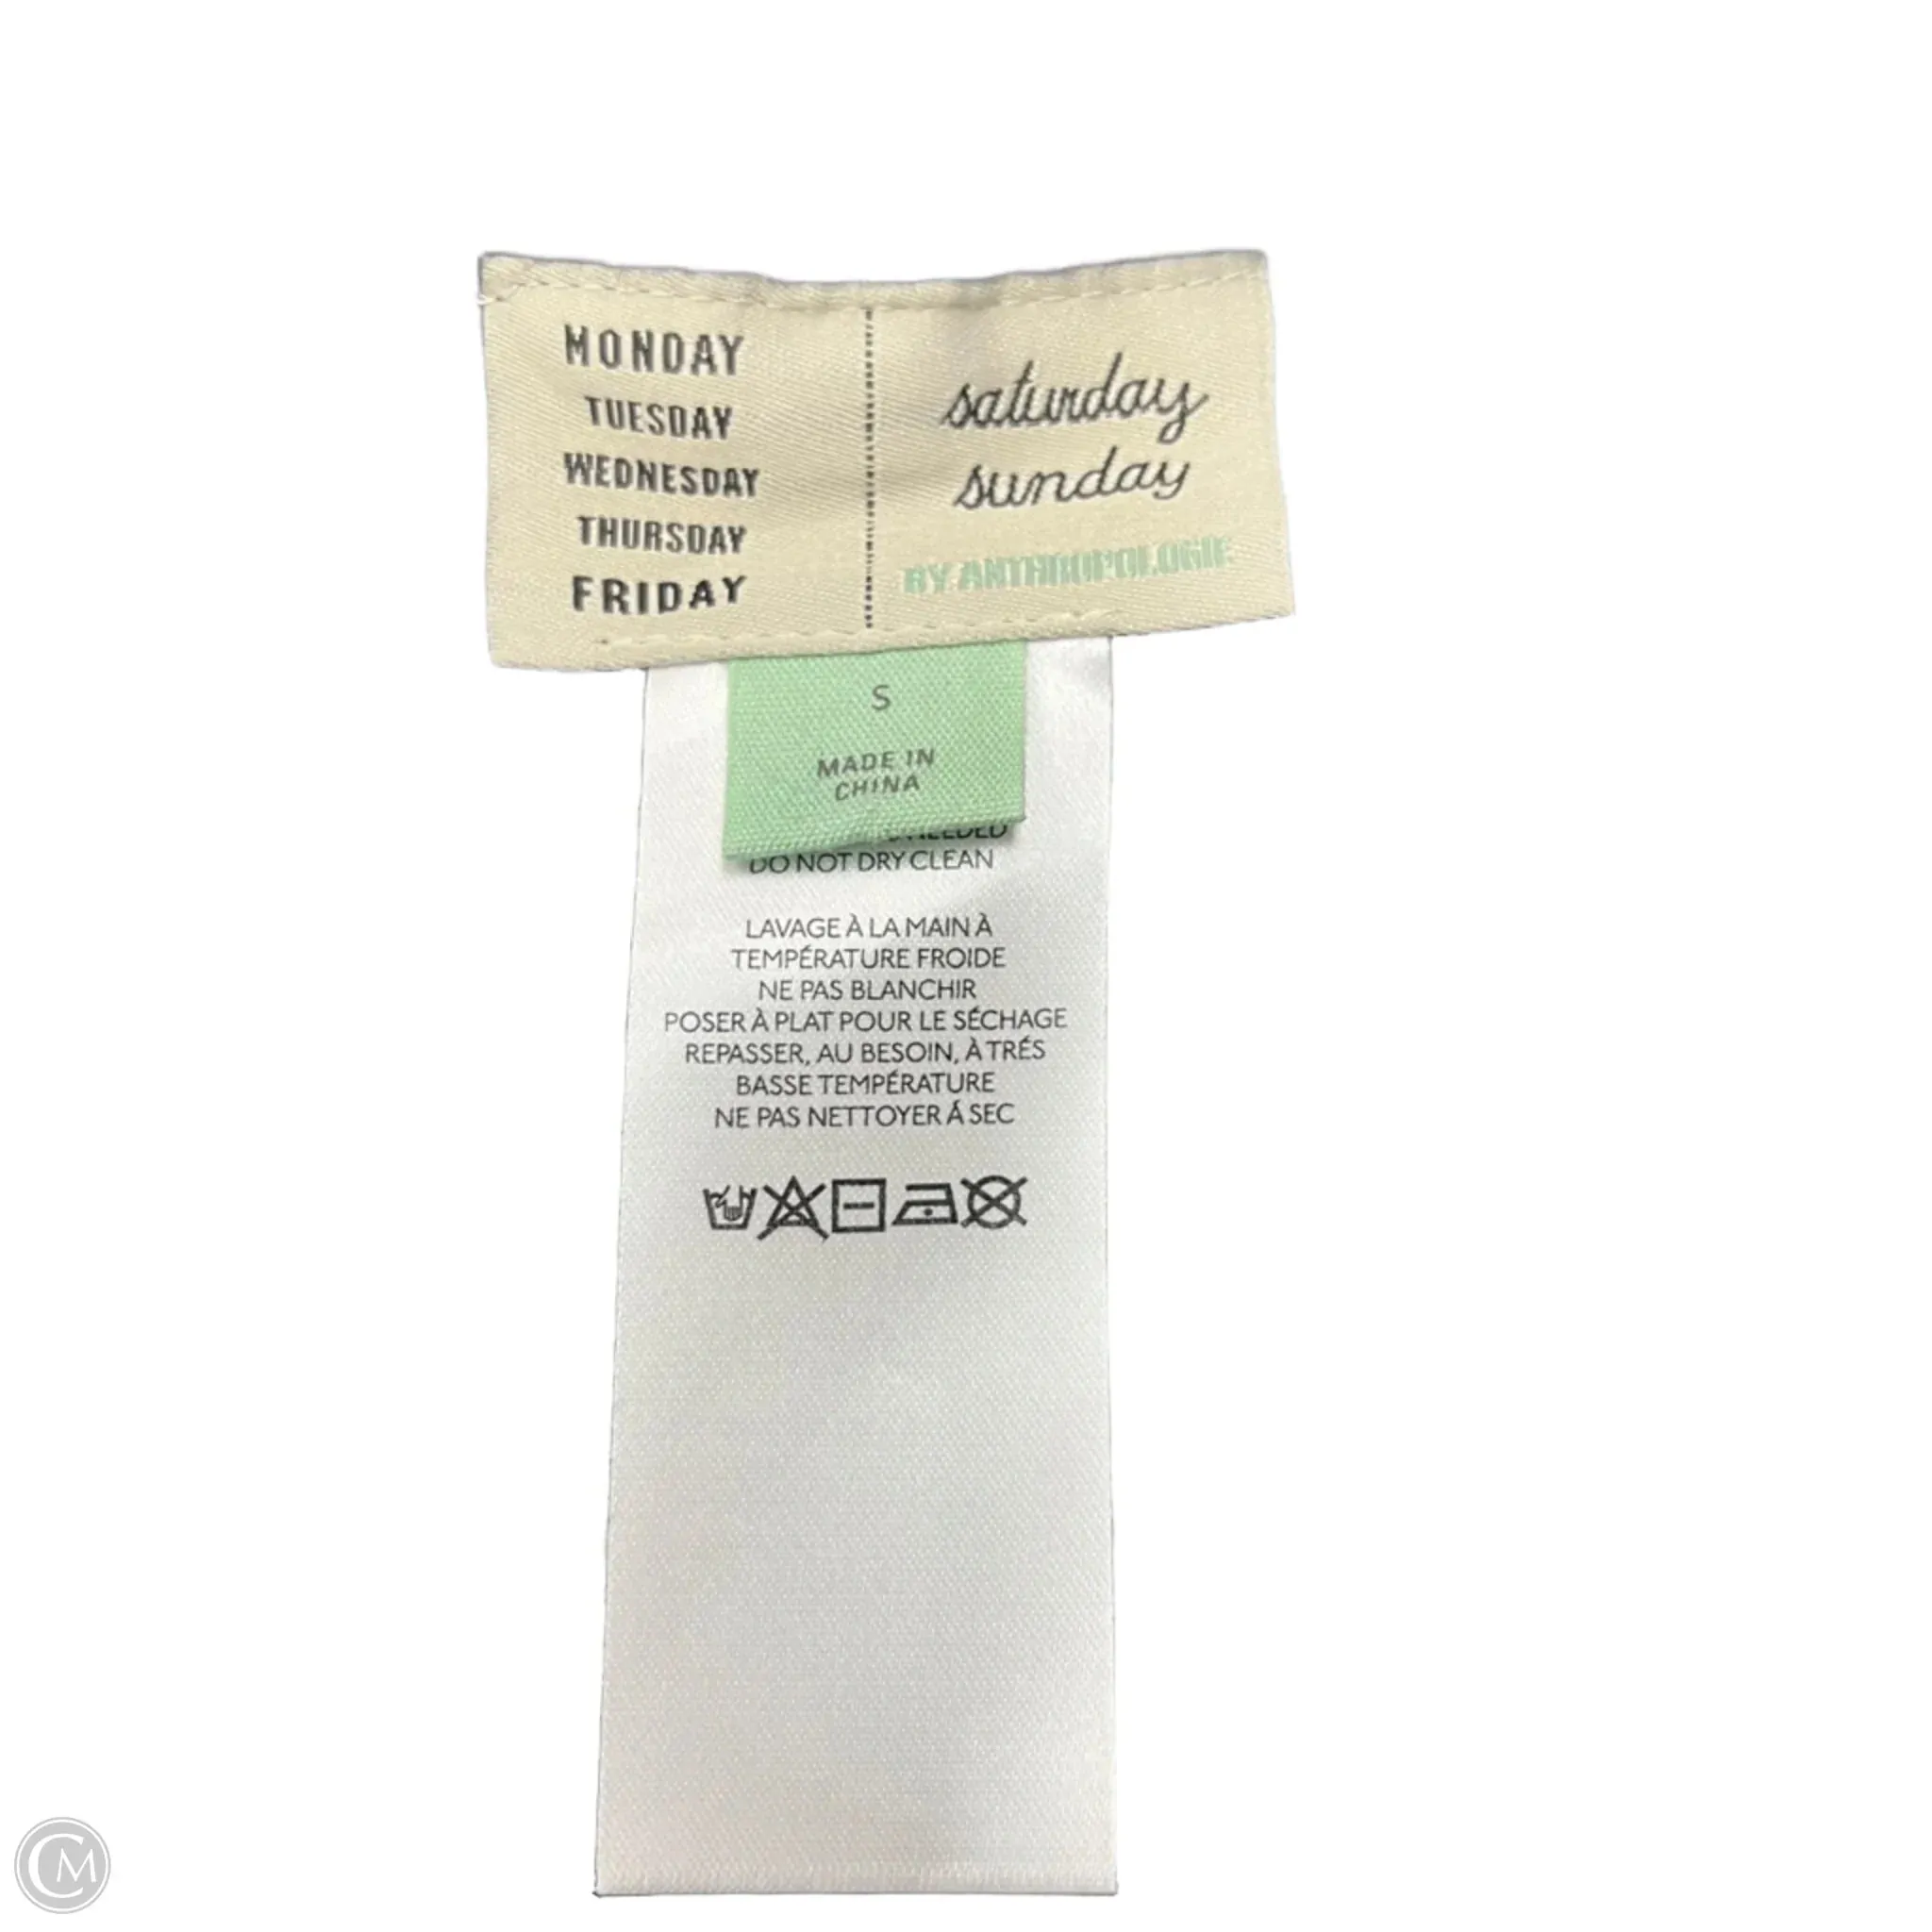 MONDAY
TUESDAY
WEDNESDAY
THURSDAY
FRIDAY
saturday
sunday
BY ANTHROPOLOGIE
S
MADE IN
CHINA
NEEDED
DO NOT DRY CLEAN
LAVAGE À LA MAIN À
TEMPÉRATURE FROIDE
NE PAS BLANCHIR
POSER À PLAT POUR LE SÉCHAGE
REPASSER, AU BESOIN, À TRÉS
BASSE TEMPÉRATURE
NE PAS NETTOYER Á SEC
CM